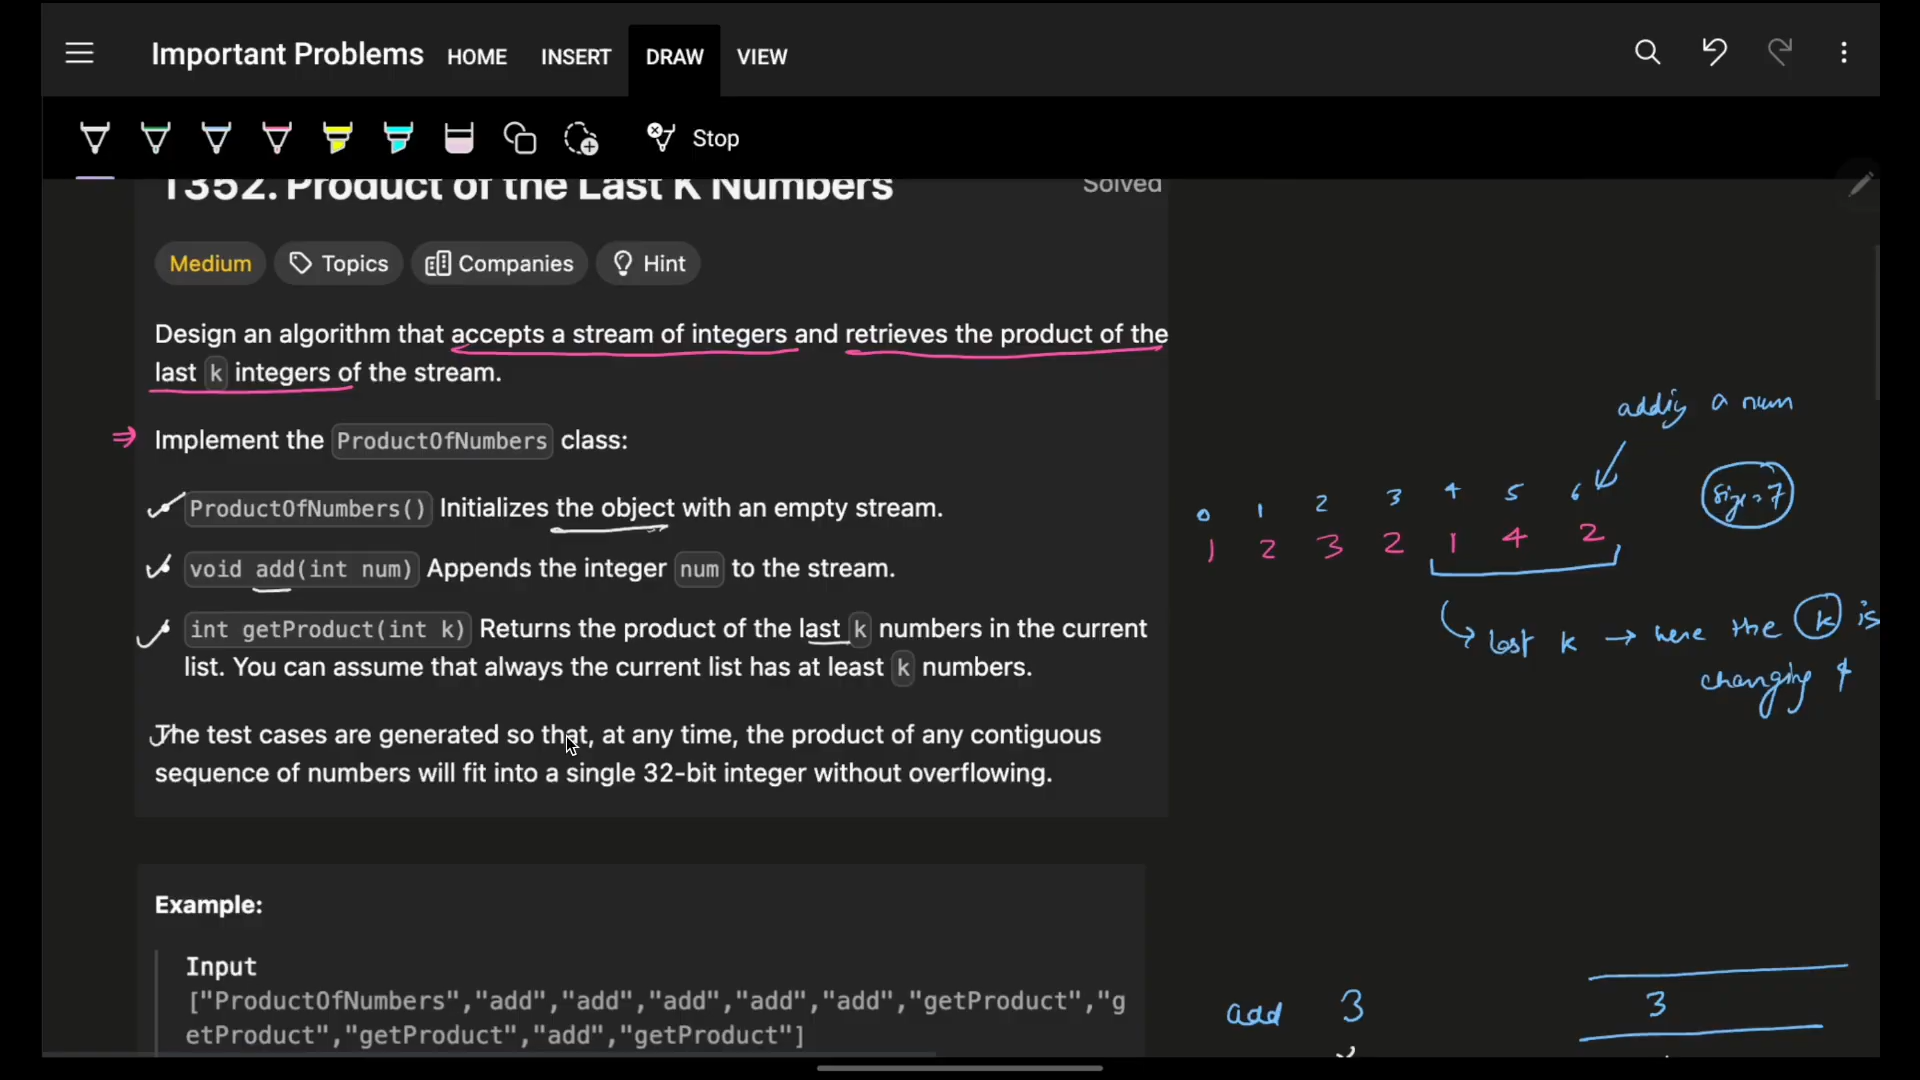 Important Problems HOME INSERT DRAW VIEW
Stop
1352. Product of the Last K Numbers Solved
Medium Topics Companies Hint
Design an algorithm that accepts a stream of integers and retrieves the product of the
last k integers of the stream.
Implement the ProductOfNumbers class:
ProductOfNumbers() Initializes the object with an empty stream.
void add(int num) Appends the integer num to the stream.
int getProduct(int k) Returns the product of the last k numbers in the current
list. You can assume that always the current list has at least k numbers.
The test cases are generated so that, at any time, the product of any contiguous
sequence of numbers will fit into a single 32-bit integer without overflowing.
Example:
Input
["ProductOfNumbers","add","add","add","add","add","getProduct","g
etProduct","getProduct","add","getProduct"]
adding a num
0 1 2 3 4 5 6
size = 7
1 2 3 2 1 4 2
last k → here the k is
changing
add 3
3